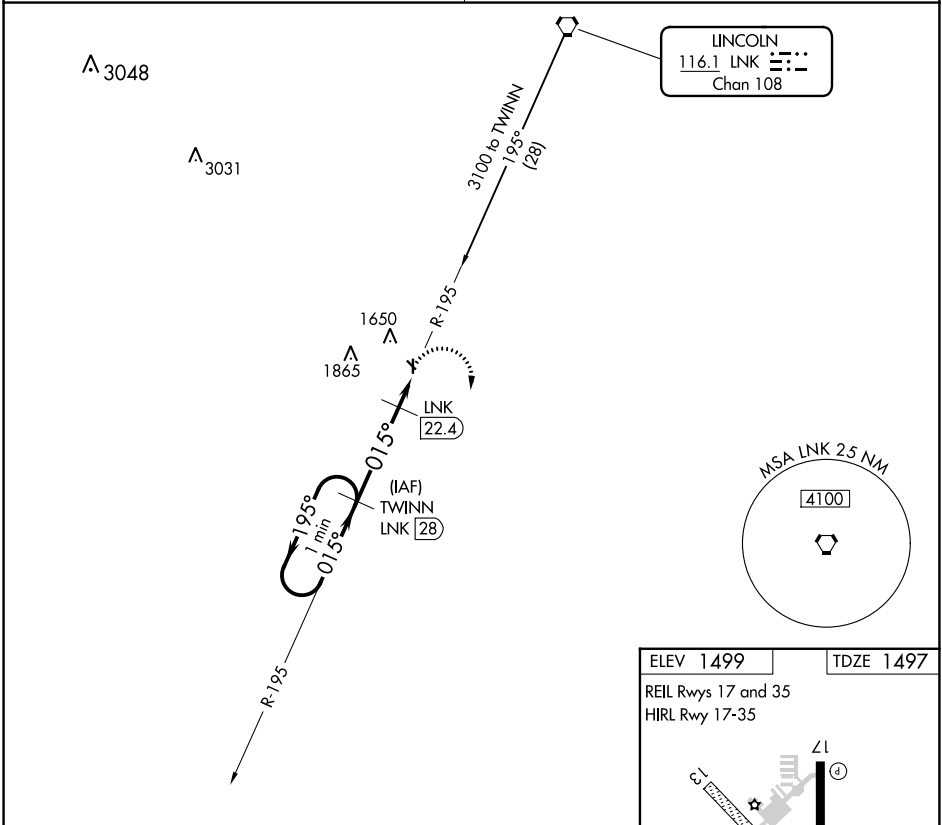 LINCOLN
116.1 LNK
Chan 108
3048
3031
3100 to TWINN
195°
(28)
R-195
1650
1865
LNK
22.4
015°
(IAF)
TWINN
LNK 28
195°
1 min
015°
R-195
MSA LNK 25 NM
4100
ELEV 1499
TDZE 1497
REIL Rwys 17 and 35
HIRL Rwy 17-35
17
P
13